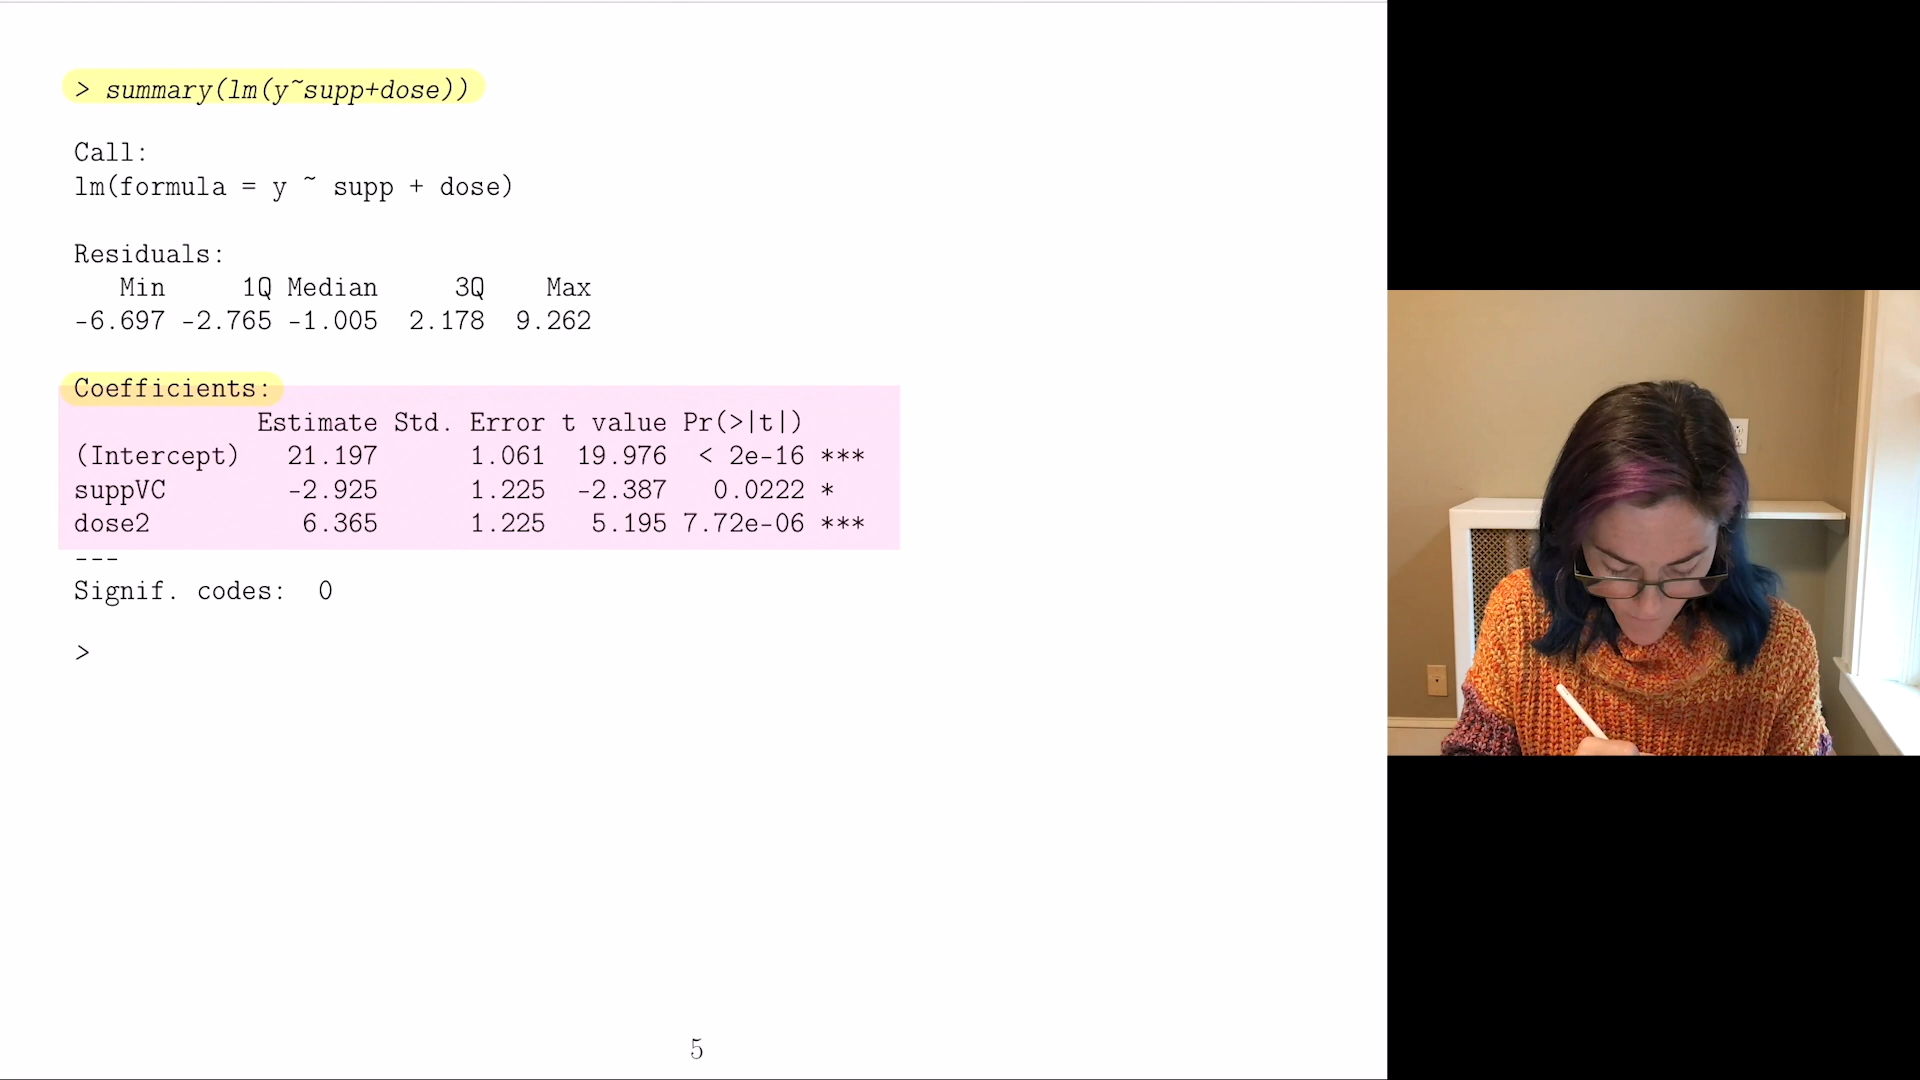 > summary(lm(y~supp+dose))
Call:
lm(formula = y ~ supp + dose)
Residuals:
Min 1Q Median 3Q Max
-6.697 -2.765 -1.005 2.178 9.262
Coefficients:
Estimate Std. Error t value Pr(>|t|)
(Intercept) 21.197 1.061 19.976 < 2e-16 ***
suppVC -2.925 1.225 -2.387 0.0222 *
dose2 6.365 1.225 5.195 7.72e-06 ***
---
Signif. codes: 0
>
5